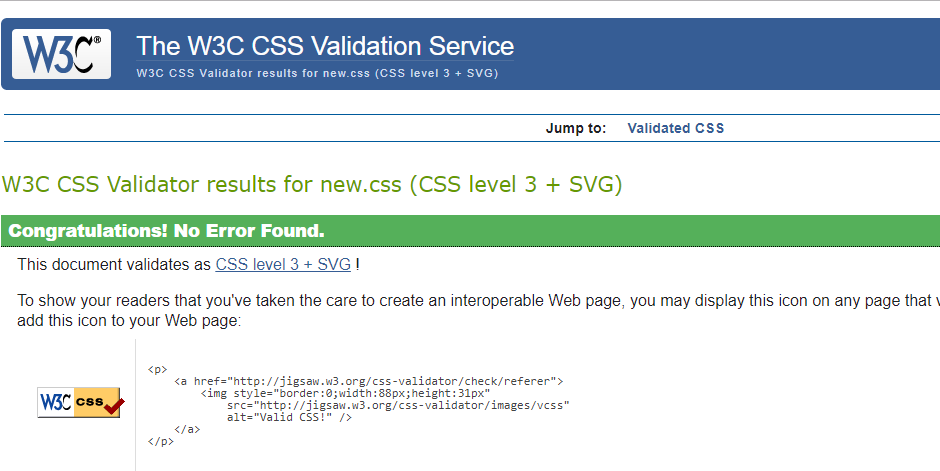 W3C®
The W3C CSS Validation Service
W3C CSS Validator results for new.css (CSS level 3 + SVG)
Jump to: Validated CSS
W3C CSS Validator results for new.css (CSS level 3 + SVG)
Congratulations! No Error Found.
This document validates as CSS level 3 + SVG !
To show your readers that you've taken the care to create an interoperable Web page, you may display this icon on any page that
add this icon to your Web page:
W3C css
<p>
<a href="http://jigsaw.w3.org/css-validator/check/referer">
<img style="border:0;width:88px;height:31px"
src="http://jigsaw.w3.org/css-validator/images/vcss"
alt="Valid CSS!" />
</a>
</p>